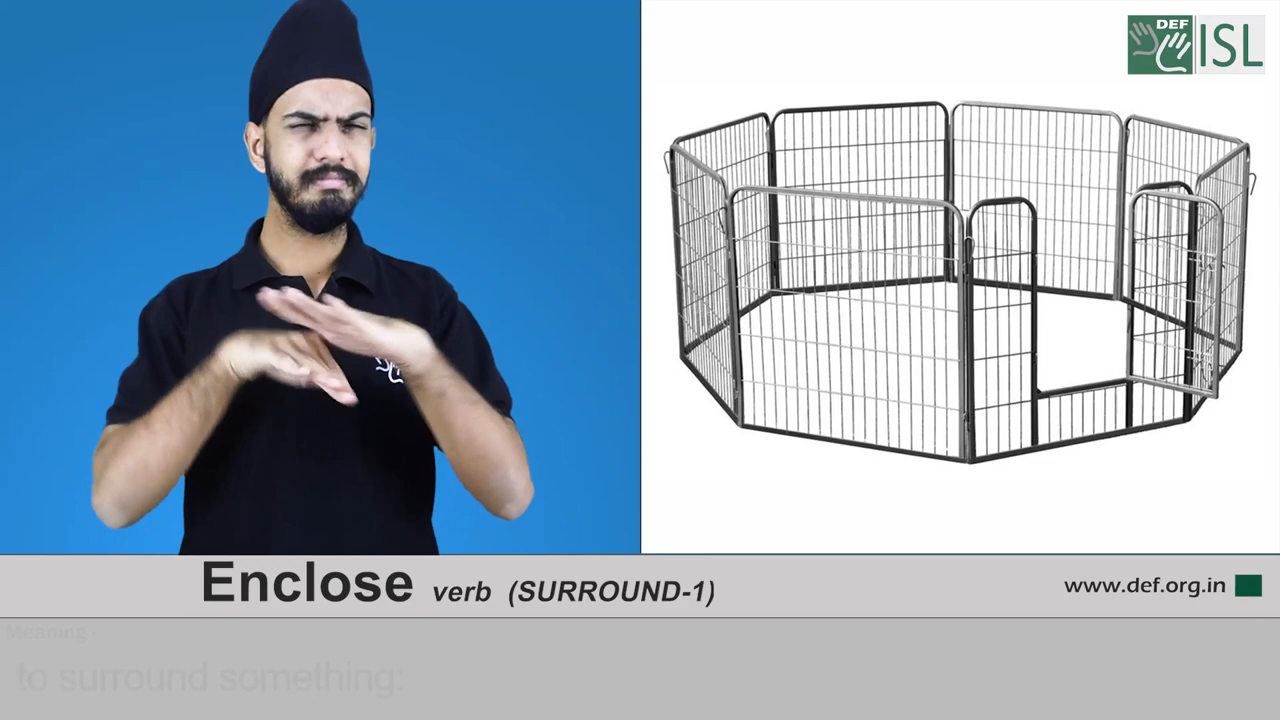 DEF
ISL
Enclose verb (SURROUND-1)
www.def.org.in
Meaning -
to surround something: